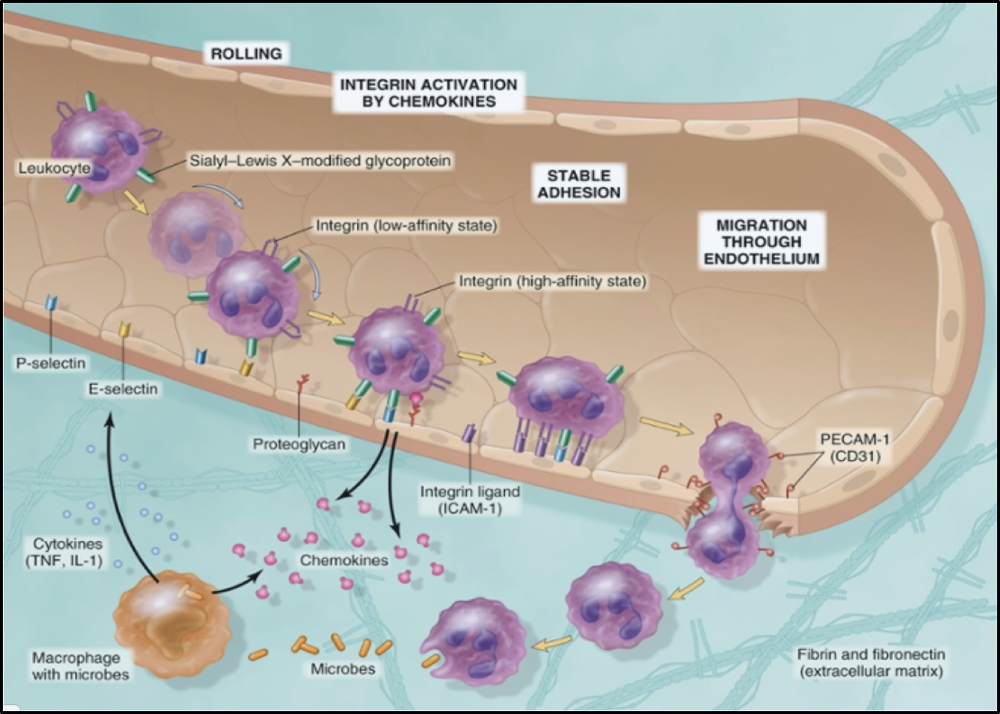 ROLLING
INTEGRIN ACTIVATION
BY CHEMOKINES
Leukocyte
Sialyl–Lewis X–modified glycoprotein
STABLE
ADHESION
Integrin (low-affinity state)
MIGRATION
THROUGH
ENDOTHELIUM
Integrin (high-affinity state)
P-selectin
E-selectin
Proteoglycan
PECAM-1
(CD31)
Integrin ligand
(ICAM-1)
Cytokines
(TNF, IL-1)
Chemokines
Macrophage
with microbes
Microbes
Fibrin and fibronectin
(extracellular matrix)